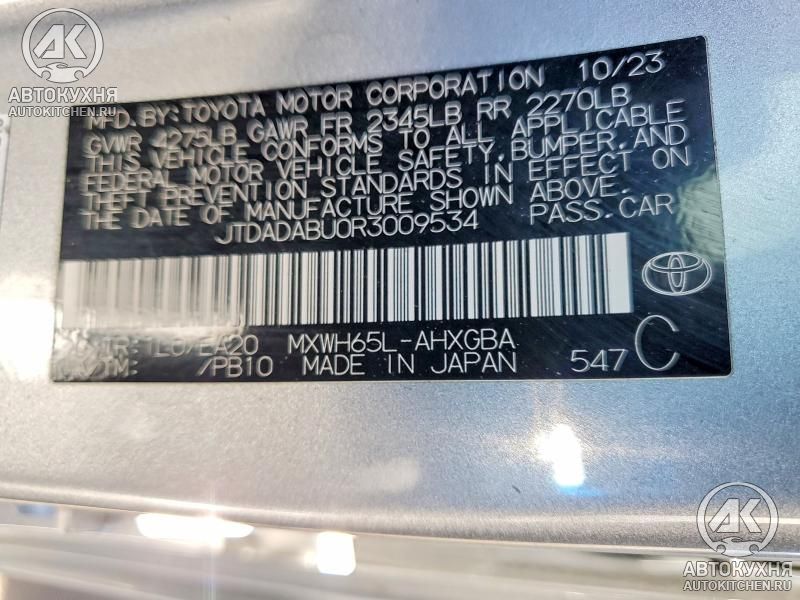 АК
АВТОКУХНЯ
AUTOKITCHEN.RU
MFD. BY:TOYOTA MOTOR CORPORATION 10/23
GVWR 4275LB GAWR FR 2345LB RR 2270LB
THIS VEHICLE CONFORMS TO ALL APPLICABLE
FEDERAL MOTOR VEHICLE SAFETY,BUMPER,AND
THEFT PREVENTION STANDARDS IN EFFECT ON
THE DATE OF MANUFACTURE SHOWN ABOVE.
JTDADABU0R3009534 PASS.CAR
/EA20 MXWH65L-AHXGBA
/PB10 MADE IN JAPAN 547 C
АК
АВТОКУХНЯ
AUTOKITCHEN.RU